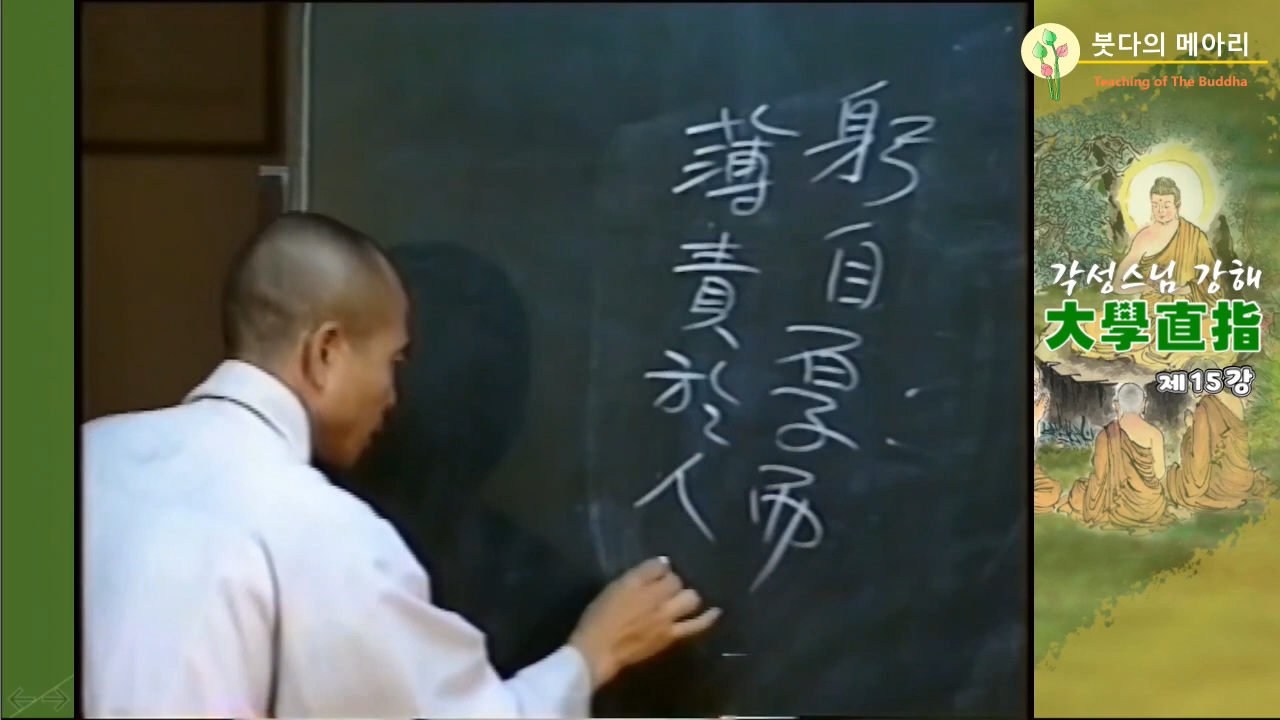 躬自厚而
薄責於人
붓다의 메아리
Teaching of The Buddha
각성스님 강해
大學直指
제15강